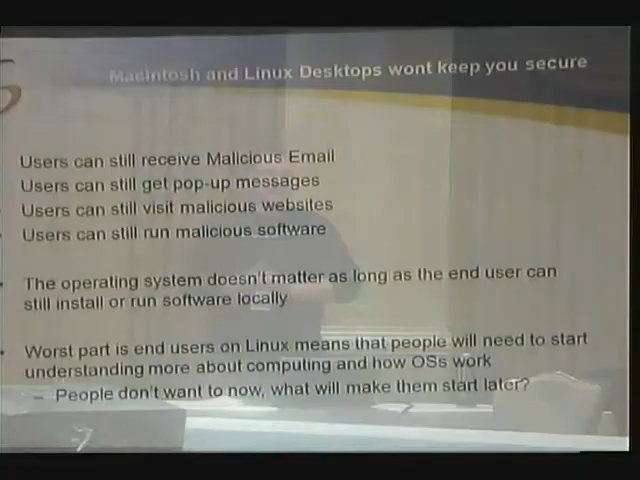 Macintosh and Linux Desktops wont keep you secure
Users can still receive Malicious Email
Users can still get pop-up messages
Users can still visit malicious websites
Users can still run malicious software
• The operating system doesn't matter as long as the end user can
still install or run software locally
• Worst part is end users on Linux means that people will need to start
understanding more about computing and how OSs work
– People don't want to now, what will make them start later?